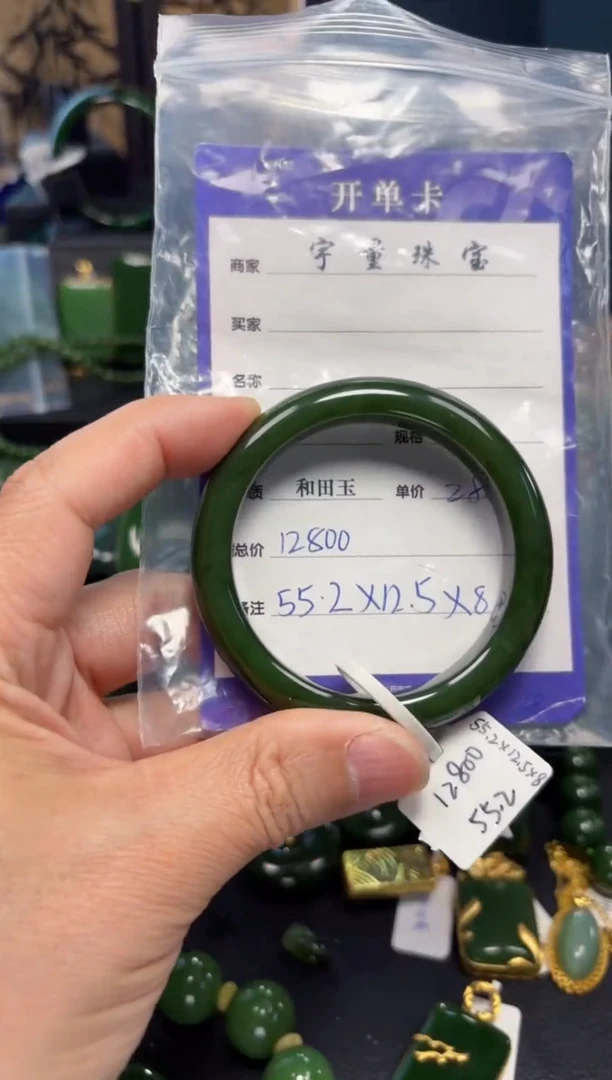 开单卡
商家 宇童珠宝
买家
名称
规格
质 和田玉 单价 28
总价 12800
备注 55.2X12.5X8
55.2x12.5x8
12800
55.2